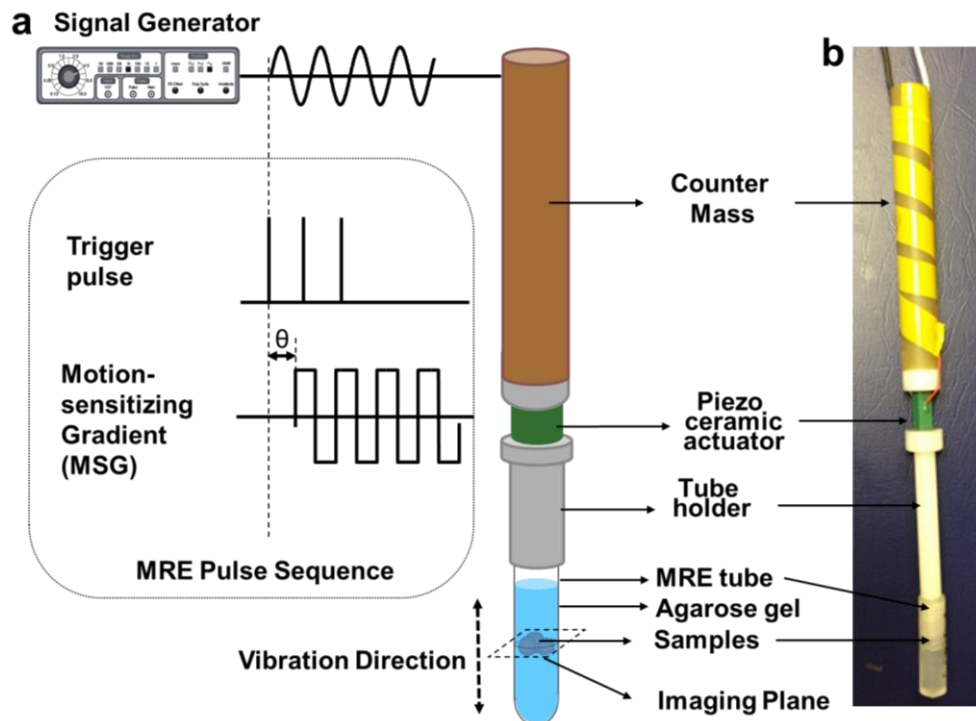 a
Signal Generator
b
Counter
Mass
Trigger
pulse
θ
Motion-
sensitizing
Gradient
(MSG)
Piezo
ceramic
actuator
Tube
holder
MRE Pulse Sequence
MRE tube
Agarose gel
Samples
Vibration Direction
Imaging Plane